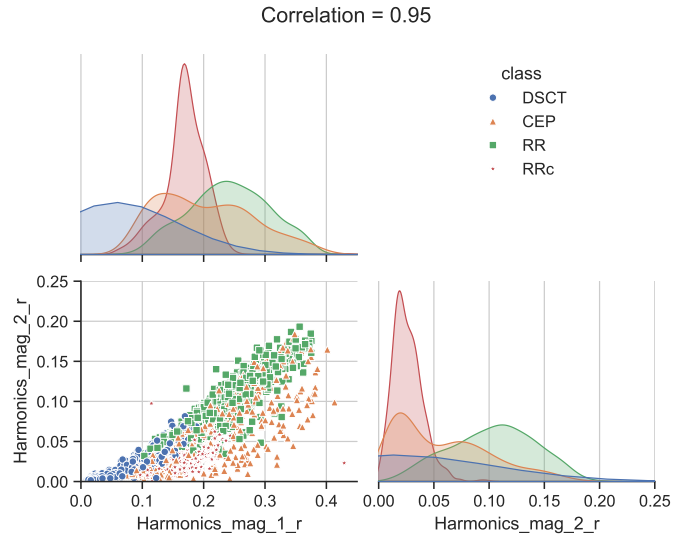 Correlation = 0.95
class
DSCT
CEP
RR
RRc
0.25
0.20
0.15
0.10
0.05
0.00
Harmonics_mag_2_r
0.0 0.1 0.2 0.3 0.4
Harmonics_mag_1_r
0.00 0.05 0.10 0.15 0.20 0.25
Harmonics_mag_2_r